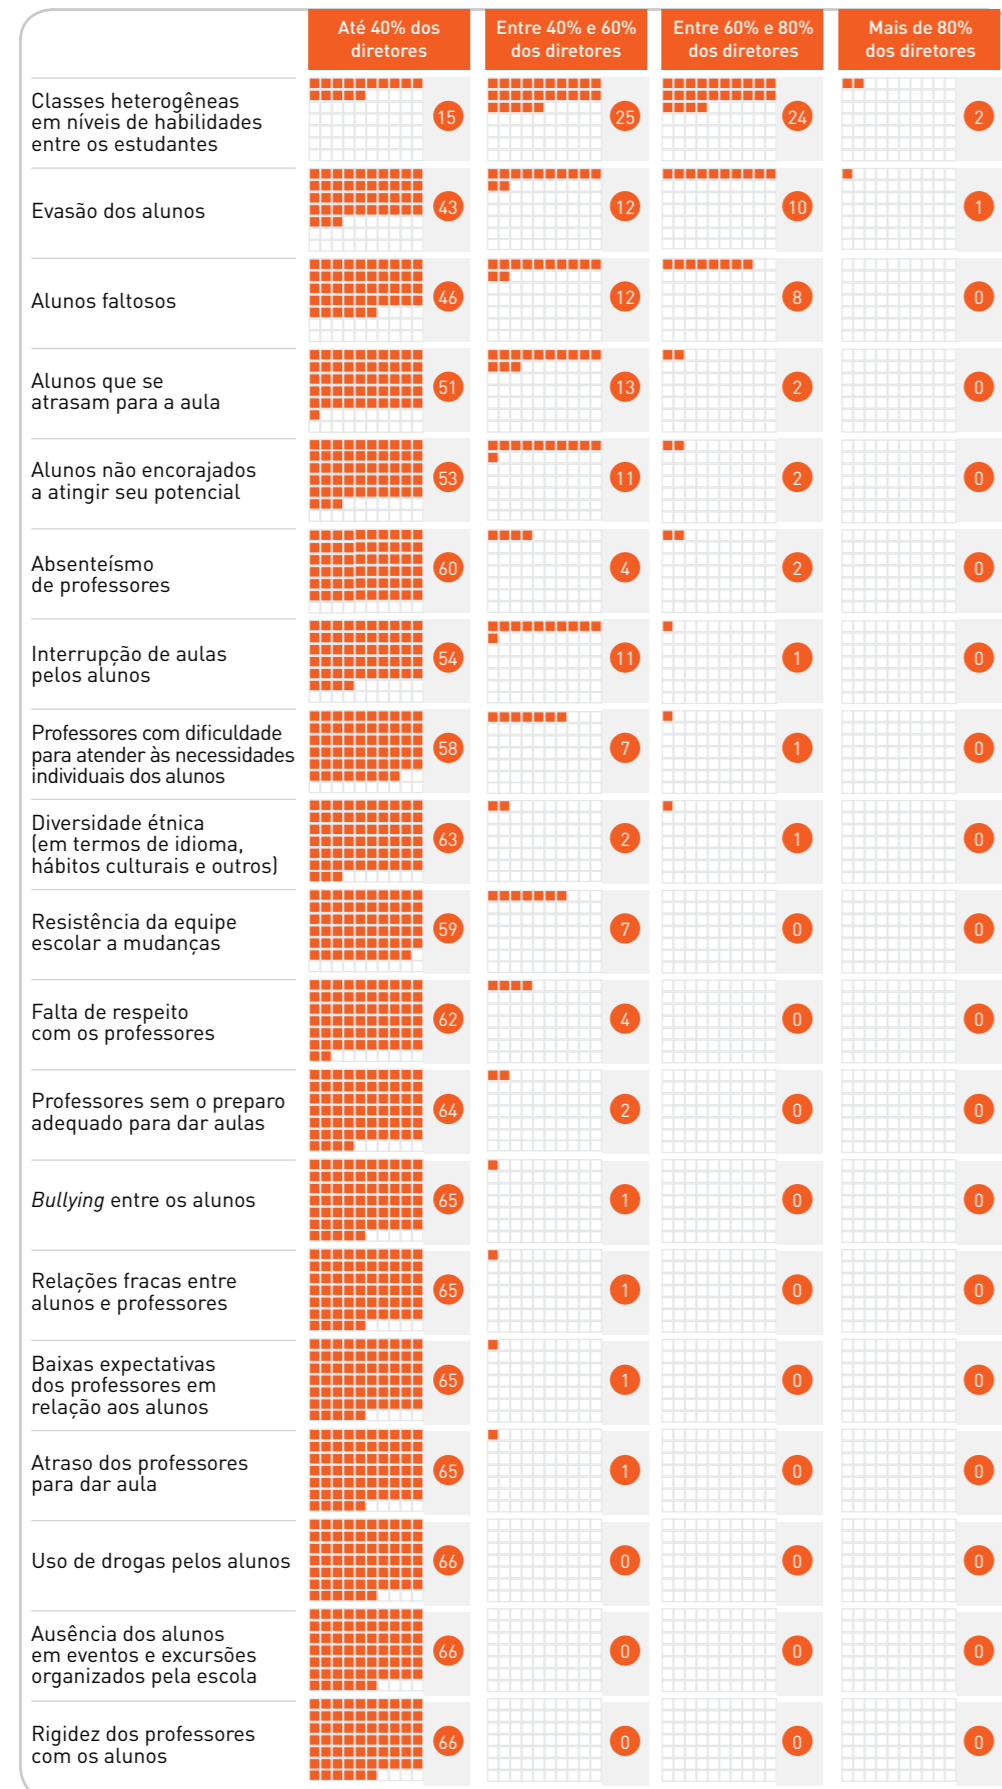 Até 40% dos
diretores
Entre 40% e 60%
dos diretores
Entre 60% e 80%
dos diretores
Mais de 80%
dos diretores
Classes heterogêneas
em níveis de habilidades
entre os estudantes
15
25
24
2
Evasão dos alunos
43
12
10
1
Alunos faltosos
46
12
8
0
Alunos que se
atrasam para a aula
51
13
2
0
Alunos não encorajados
a atingir seu potencial
53
11
2
0
Absenteísmo
de professores
60
4
2
0
Interrupção de aulas
pelos alunos
54
11
1
0
Professores com dificuldade
para atender às necessidades
individuais dos alunos
58
7
1
0
Diversidade étnica
(em termos de idioma,
hábitos culturais e outros)
63
2
1
0
Resistência da equipe
escolar a mudanças
59
7
0
0
Falta de respeito
com os professores
62
4
0
0
Professores sem o preparo
adequado para dar aulas
64
2
0
0
Bullying entre os alunos
65
1
0
0
Relações fracas entre
alunos e professores
65
1
0
0
Baixas expectativas
dos professores em
relação aos alunos
65
1
0
0
Atraso dos professores
para dar aula
65
1
0
0
Uso de drogas pelos alunos
66
0
0
0
Ausência dos alunos
em eventos e excursões
organizados pela escola
66
0
0
0
Rigidez dos professores
com os alunos
66
0
0
0